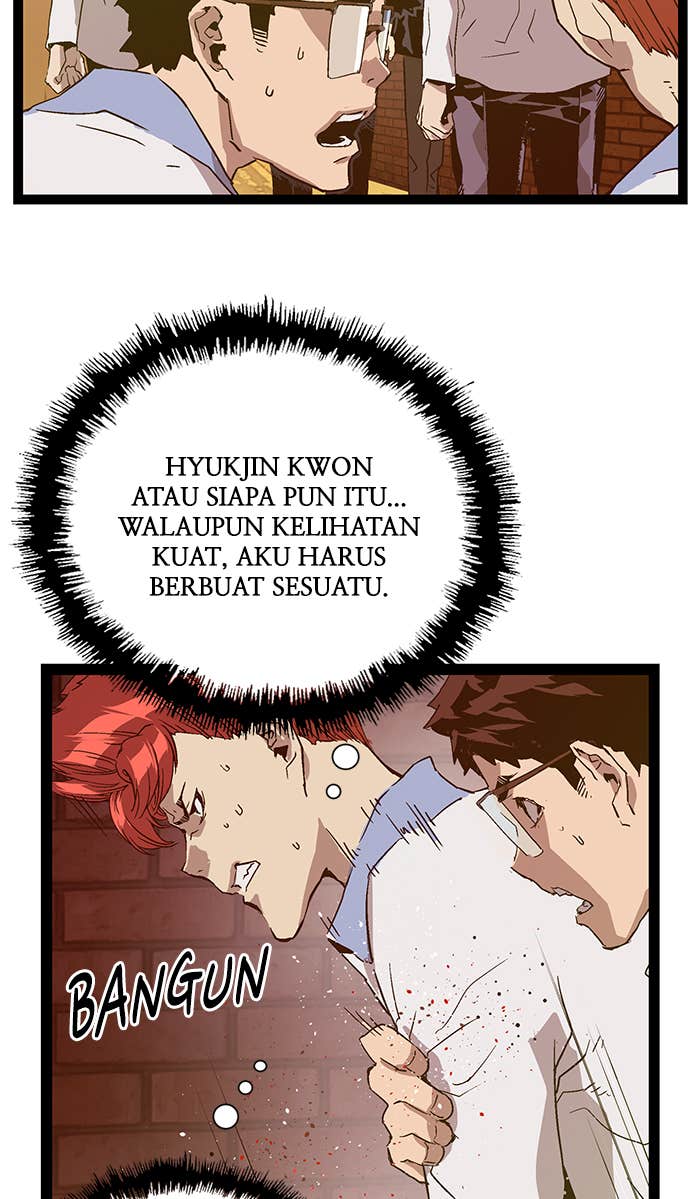 HYUKJIN KWON
ATAU SIAPA PUN ITU...
WALAUPUN KELIHATAN
KUAT, AKU HARUS
BERBUAT SESUATU.
BANGUN